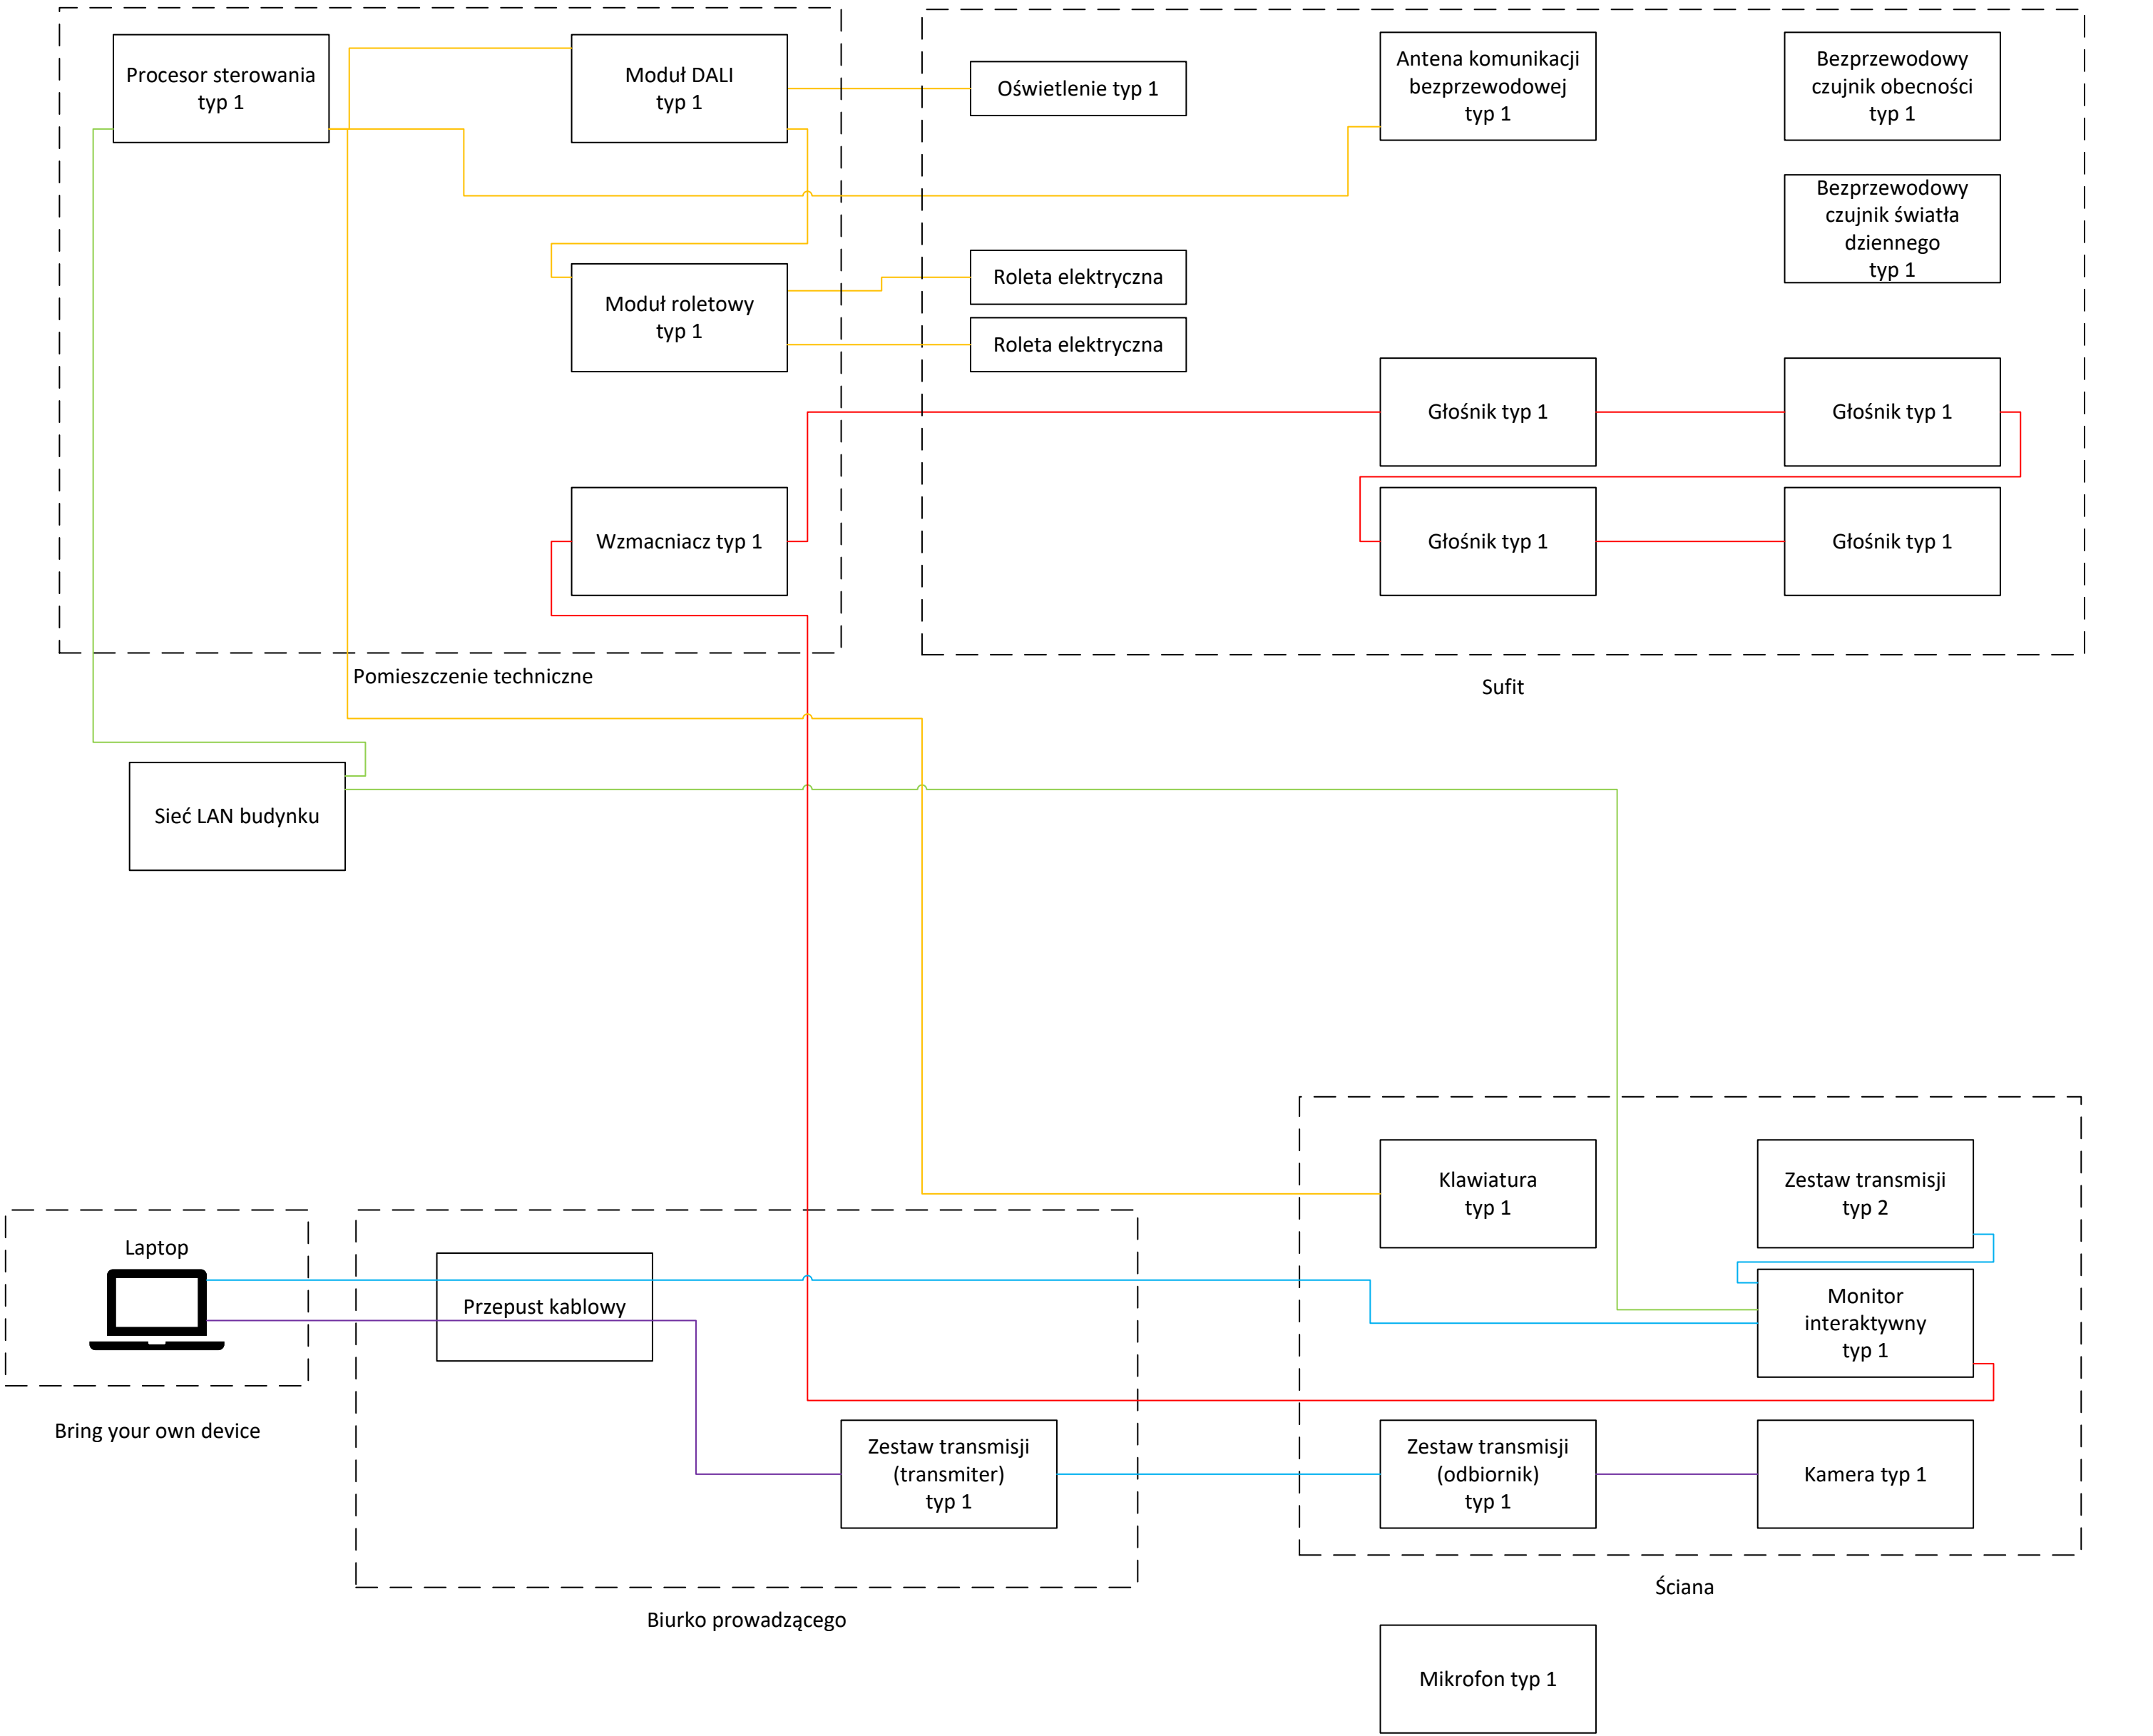 Procesor sterowania
typ 1
Moduł DALI
typ 1
Oświetlenie typ 1
Antena komunikacji
bezprzewodowej
typ 1
Bezprzewodowy
czujnik obecności
typ 1
Bezprzewodowy
czujnik światła
dziennego
typ 1
Moduł roletowy
typ 1
Roleta elektryczna
Roleta elektryczna
Głośnik typ 1
Głośnik typ 1
Wzmacniacz typ 1
Głośnik typ 1
Głośnik typ 1
Pomieszczenie techniczne
Sufit
Sieć LAN budynku
Klawiatura
typ 1
Zestaw transmisji
typ 2
Laptop
Przepust kablowy
Monitor
interaktywny
typ 1
Bring your own device
Zestaw transmisji
(transmiter)
typ 1
Zestaw transmisji
(odbiornik)
typ 1
Kamera typ 1
Ściana
Biurko prowadzącego
Mikrofon typ 1